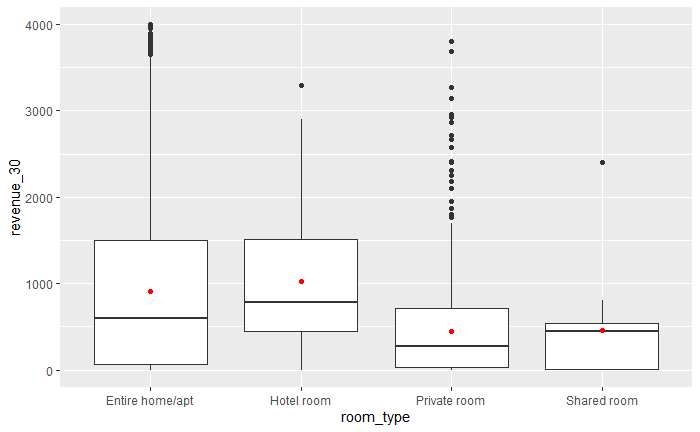 revenue_30
4000
3000
2000
1000
0
Entire home/apt Hotel room Private room Shared room
room_type